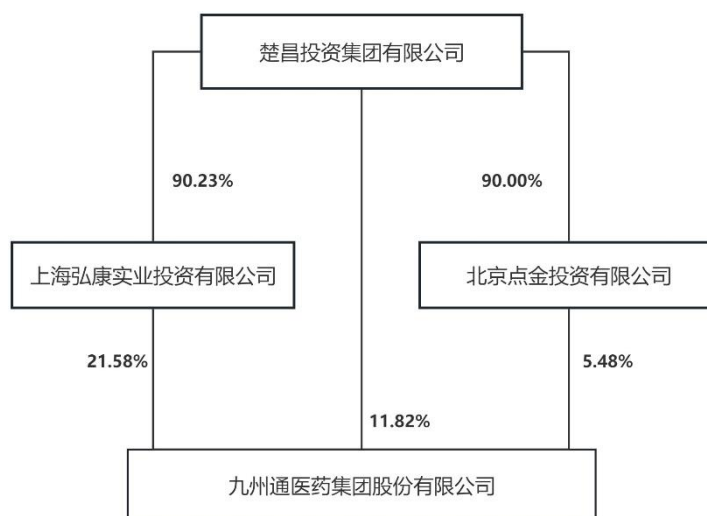 楚昌投资集团有限公司
90.23%
90.00%
上海弘康实业投资有限公司
北京点金投资有限公司
21.58%
5.48%
11.82%
九州通医药集团股份有限公司